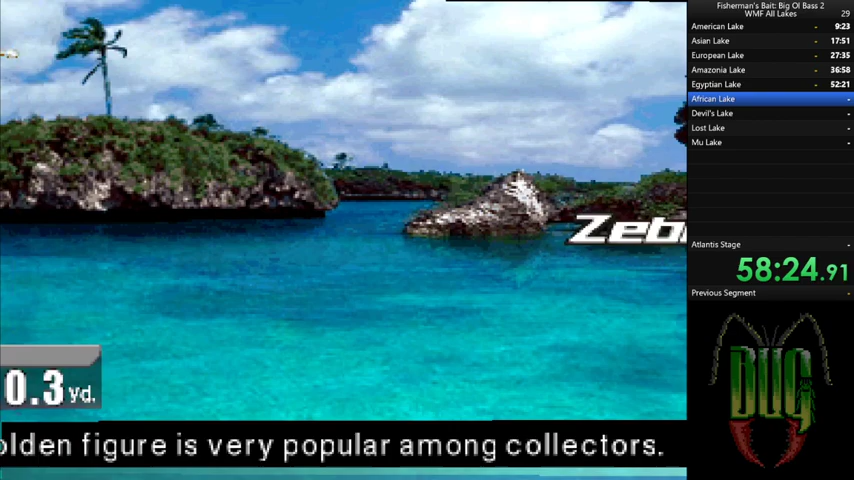 Fisherman's Bait: Big Ol Bass 2
WMF All Lakes 29
American Lake - 9:23
Asian Lake - 17:51
European Lake - 27:35
Amazonia Lake - 36:58
Egyptian Lake - 52:21
African Lake -
Devil's Lake -
Lost Lake -
Mu Lake -
Zeb
Atlantis Stage -
58:24.91
Previous Segment -
0.3 yd.
BUG
olden figure is very popular among collectors.